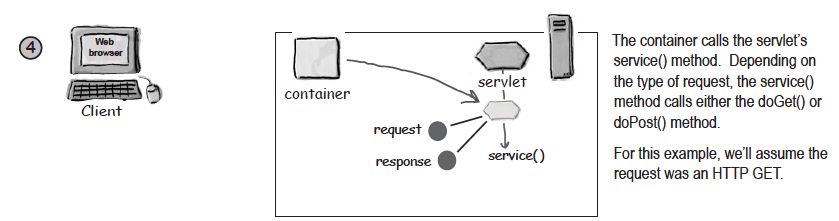 4
Web
browser
Client
container
servlet
request
response
service()
The container calls the servlet's
service() method. Depending on
the type of request, the service()
method calls either the doGet() or
doPost() method.
For this example, we'll assume the
request was an HTTP GET.